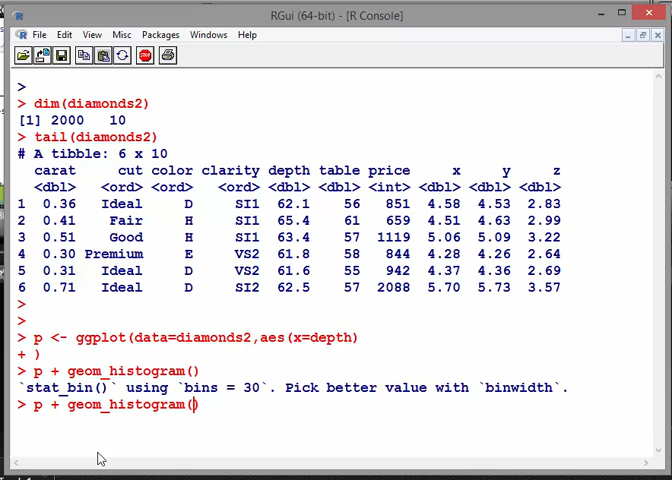 RGui (64-bit) - [R Console]
File Edit View Misc Packages Windows Help
>
> dim(diamonds2)
[1] 2000 10
> tail(diamonds2)
# A tibble: 6 x 10
carat cut color clarity depth table price x y z
<dbl> <ord> <ord> <ord> <dbl> <dbl> <int> <dbl> <dbl> <dbl>
1 0.36 Ideal D SI1 62.1 56 851 4.58 4.53 2.83
2 0.41 Fair H SI1 65.4 61 659 4.51 4.63 2.99
3 0.51 Good H SI1 63.4 57 1119 5.06 5.09 3.22
4 0.30 Premium E VS2 61.8 58 844 4.28 4.26 2.64
5 0.31 Ideal D VS2 61.6 55 942 4.37 4.36 2.69
6 0.71 Ideal D SI2 62.5 57 2088 5.70 5.73 3.57
>
>
> p <- ggplot(data=diamonds2,aes(x=depth)
+ )
> p + geom_histogram()
`stat_bin()` using `bins = 30`. Pick better value with `binwidth`.
> p + geom_histogram()